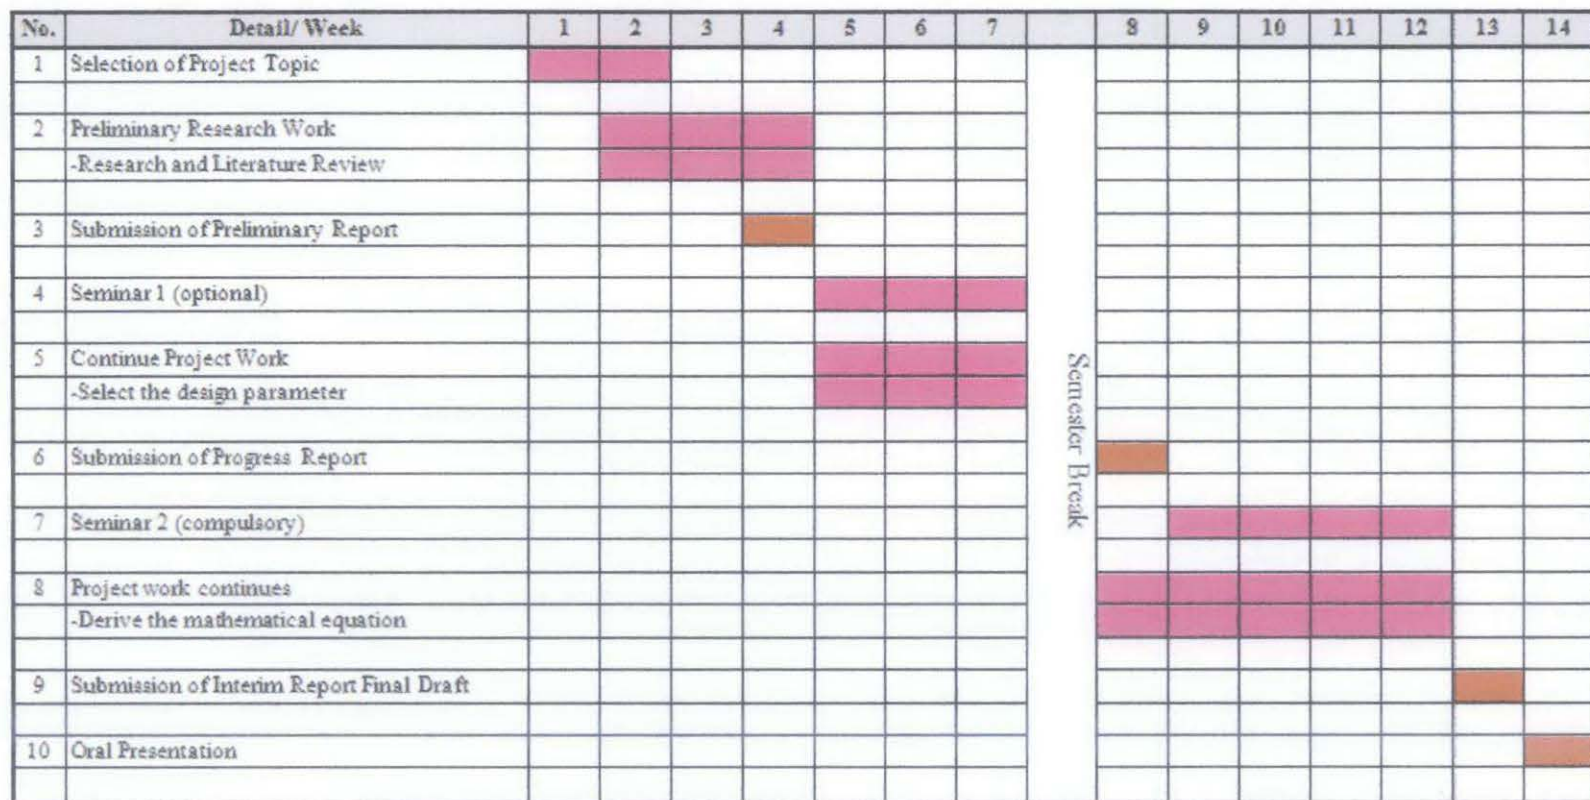 No. Detail/ Week 1 2 3 4 5 6 7 8 9 10 11 12 13 14
1 Selection of Project Topic
2 Preliminary Research Work
-Research and Literature Review
3 Submission of Preliminary Report
4 Seminar 1 (optional)
5 Continue Project Work
-Select the design parameter
6 Submission of Progress Report
7 Seminar 2 (compulsory)
8 Project work continues
-Derive the mathematical equation
9 Submission of Interim Report Final Draft
10 Oral Presentation
Semester Break